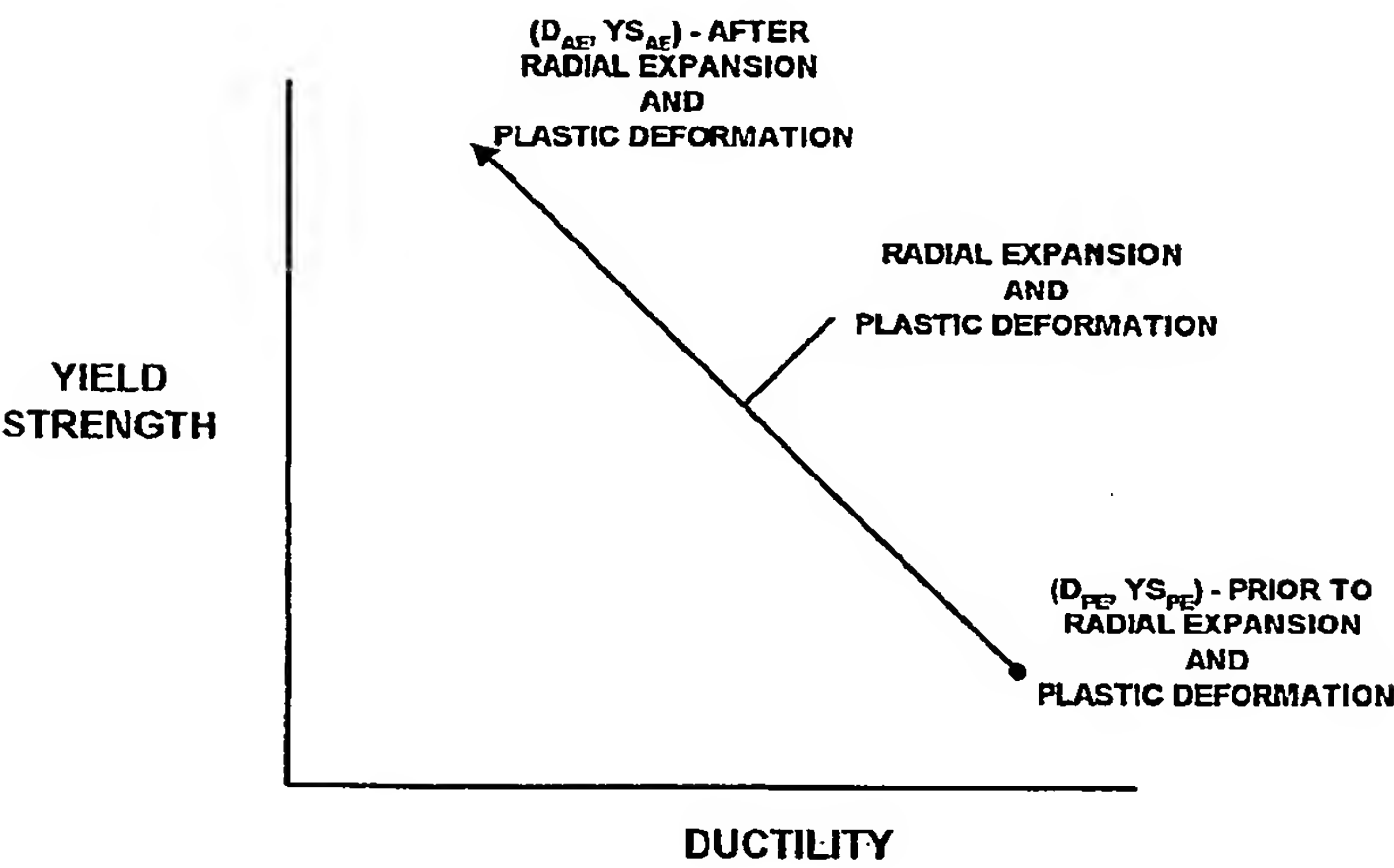 (D_AE, YS_AE) - AFTER
RADIAL EXPANSION
AND
PLASTIC DEFORMATION
RADIAL EXPANSION
AND
PLASTIC DEFORMATION
YIELD
STRENGTH
(D_PE, YS_PE) - PRIOR TO
RADIAL EXPANSION
AND
PLASTIC DEFORMATION
DUCTILITY